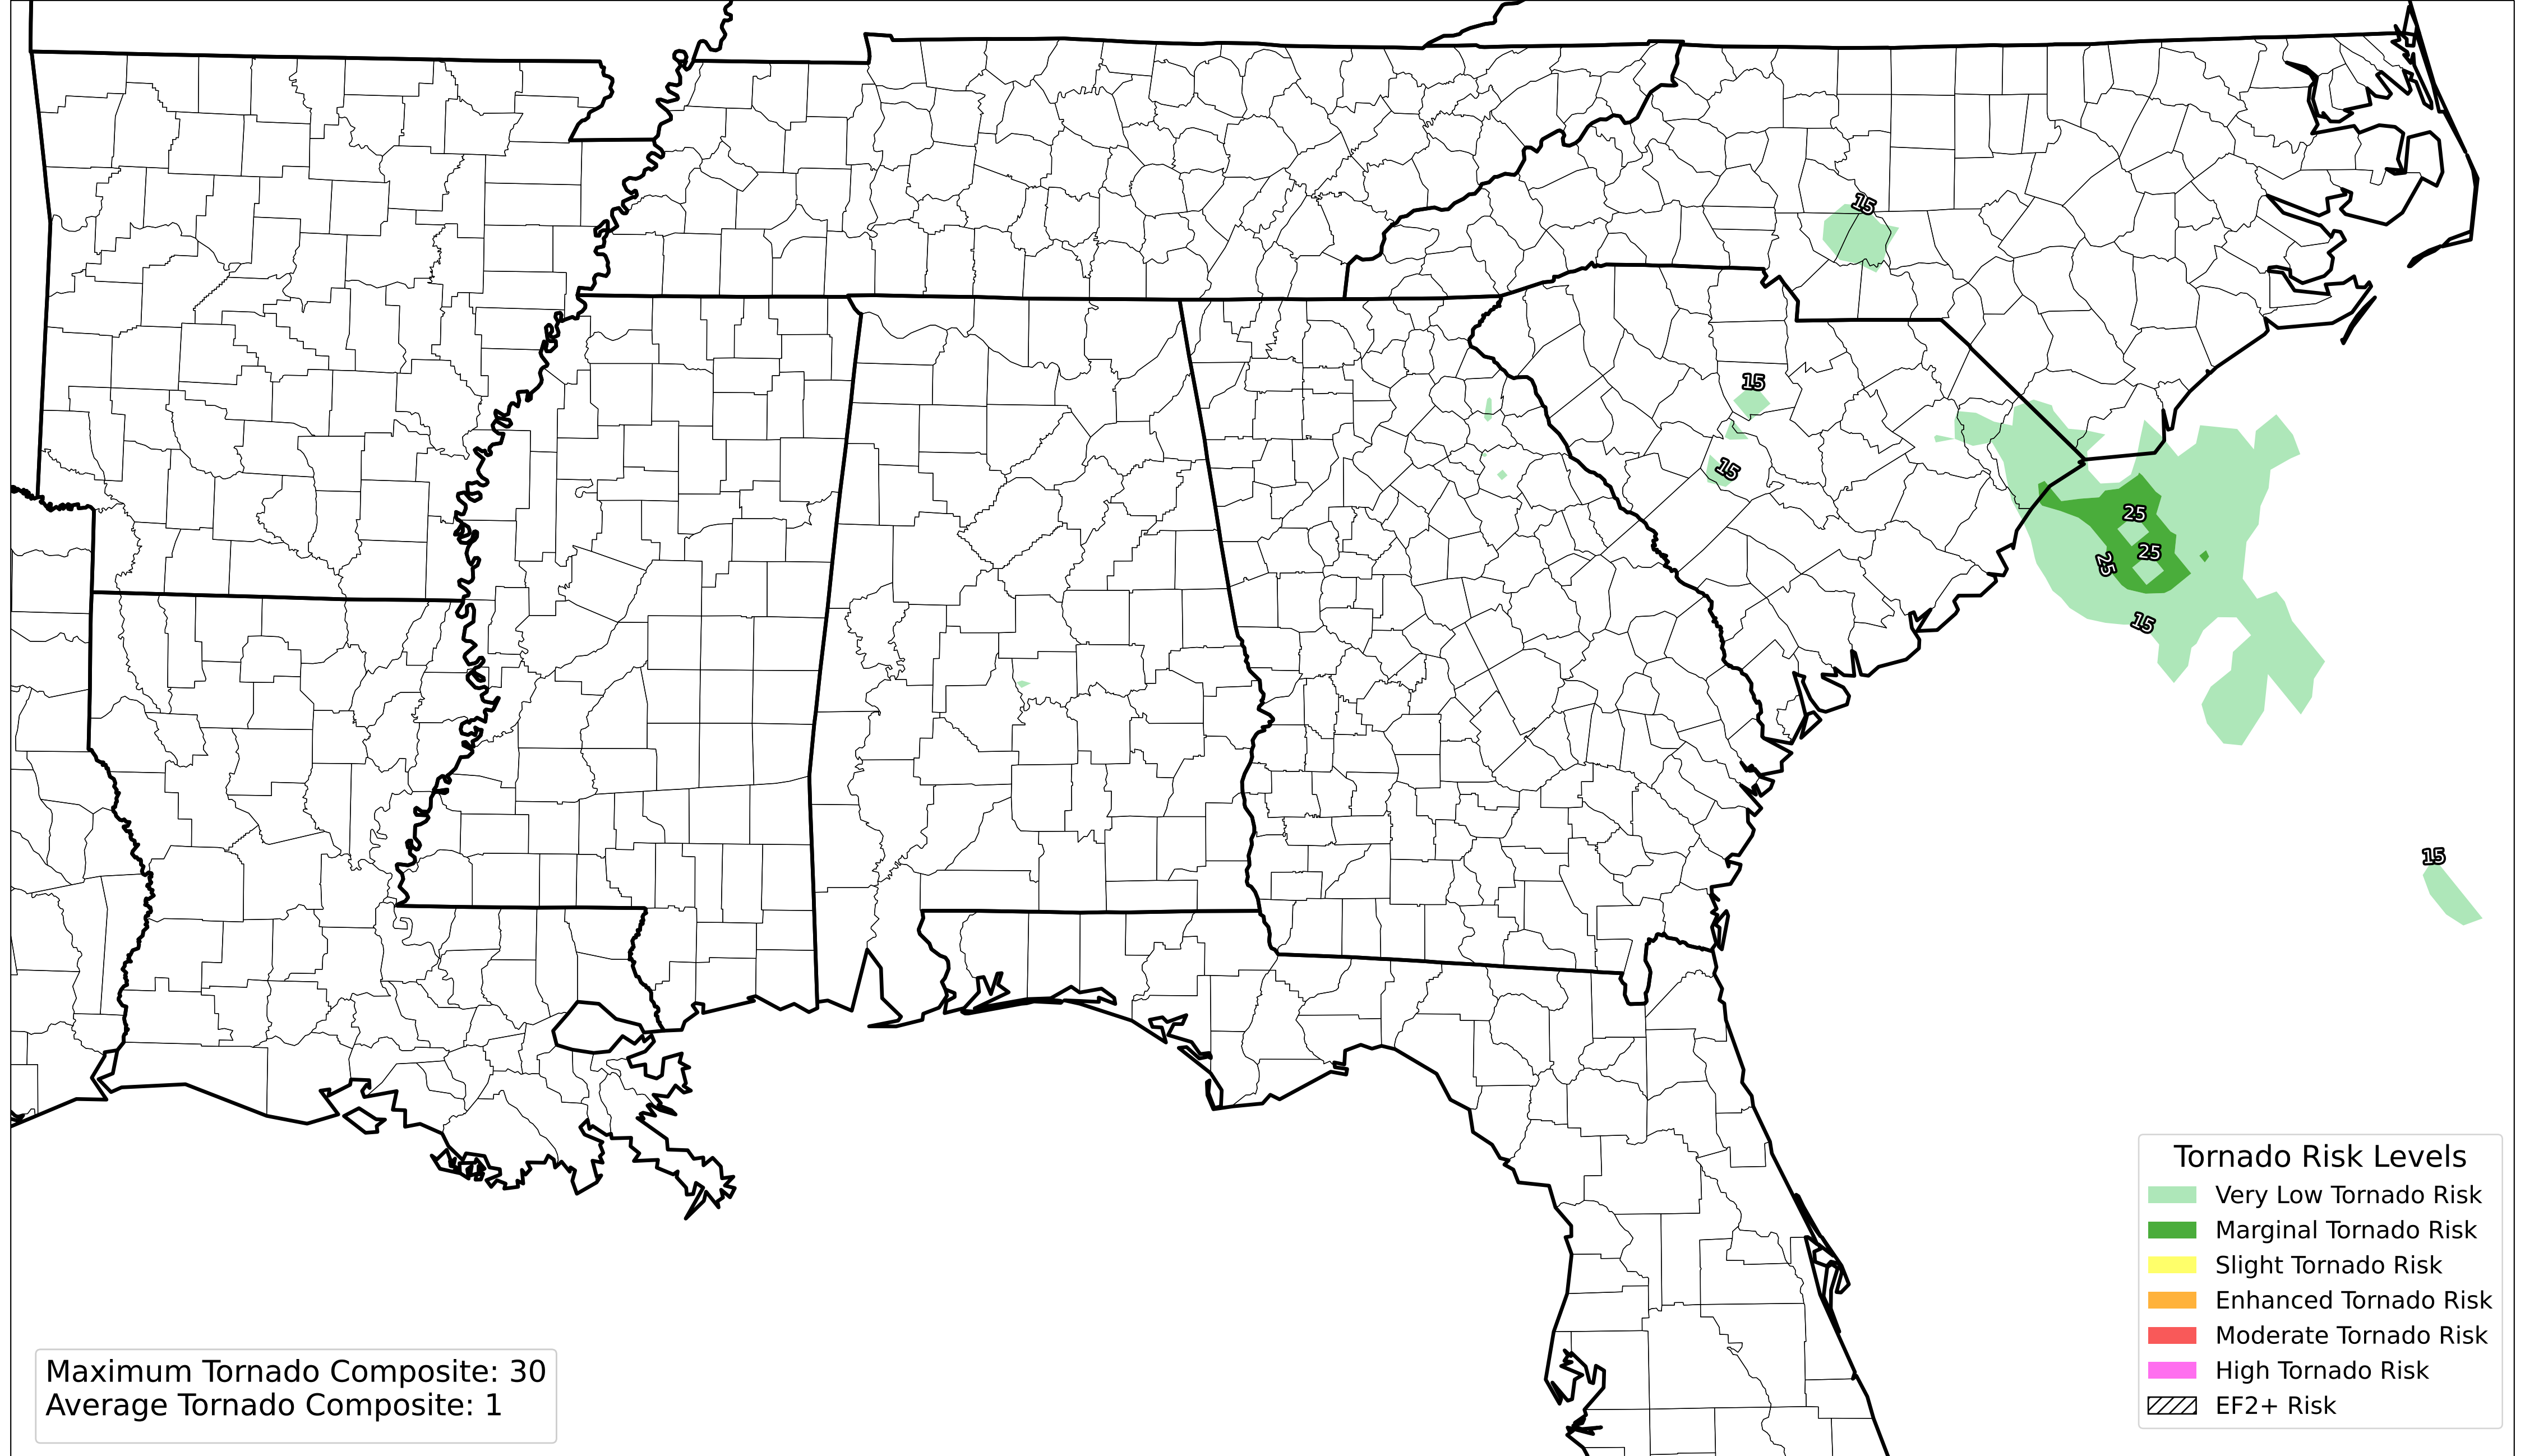 15
15
15
25
25
25
15
15
Tornado Risk Levels
Very Low Tornado Risk
Marginal Tornado Risk
Slight Tornado Risk
Enhanced Tornado Risk
Moderate Tornado Risk
High Tornado Risk
EF2+ Risk
Maximum Tornado Composite: 30
Average Tornado Composite: 1